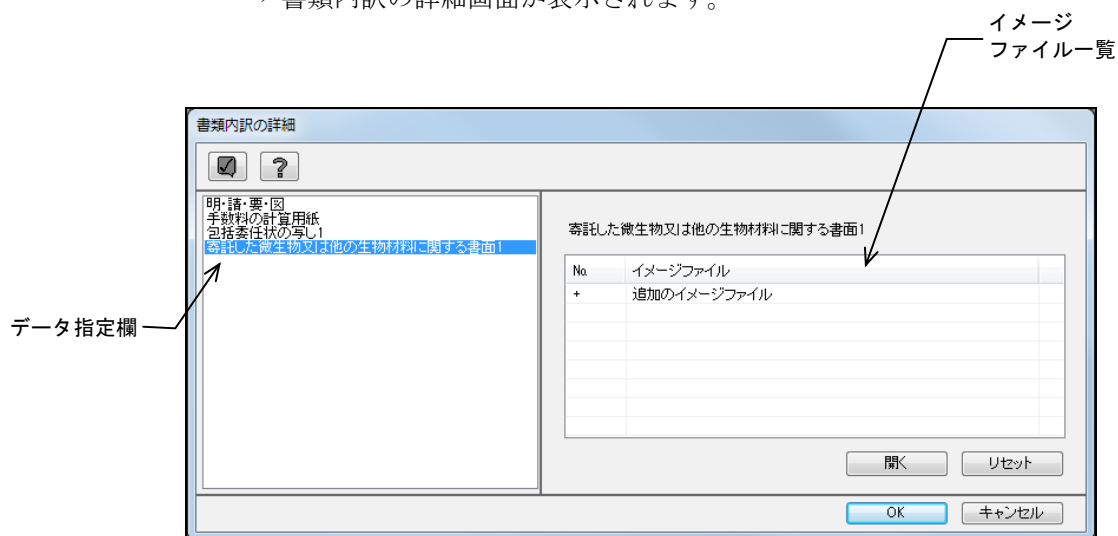 書類内訳の詳細画面が表示されます。
イメージ
ファイル一覧
書類内訳の詳細
?
明・請・要・図
手数料の計算用紙
包括委任状の写し1
寄託した微生物又は他の生物材料に関する書面1
データ指定欄
寄託した微生物又は他の生物材料に関する書面1
No. イメージファイル
+ 追加のイメージファイル
開く リセット
OK キャンセル